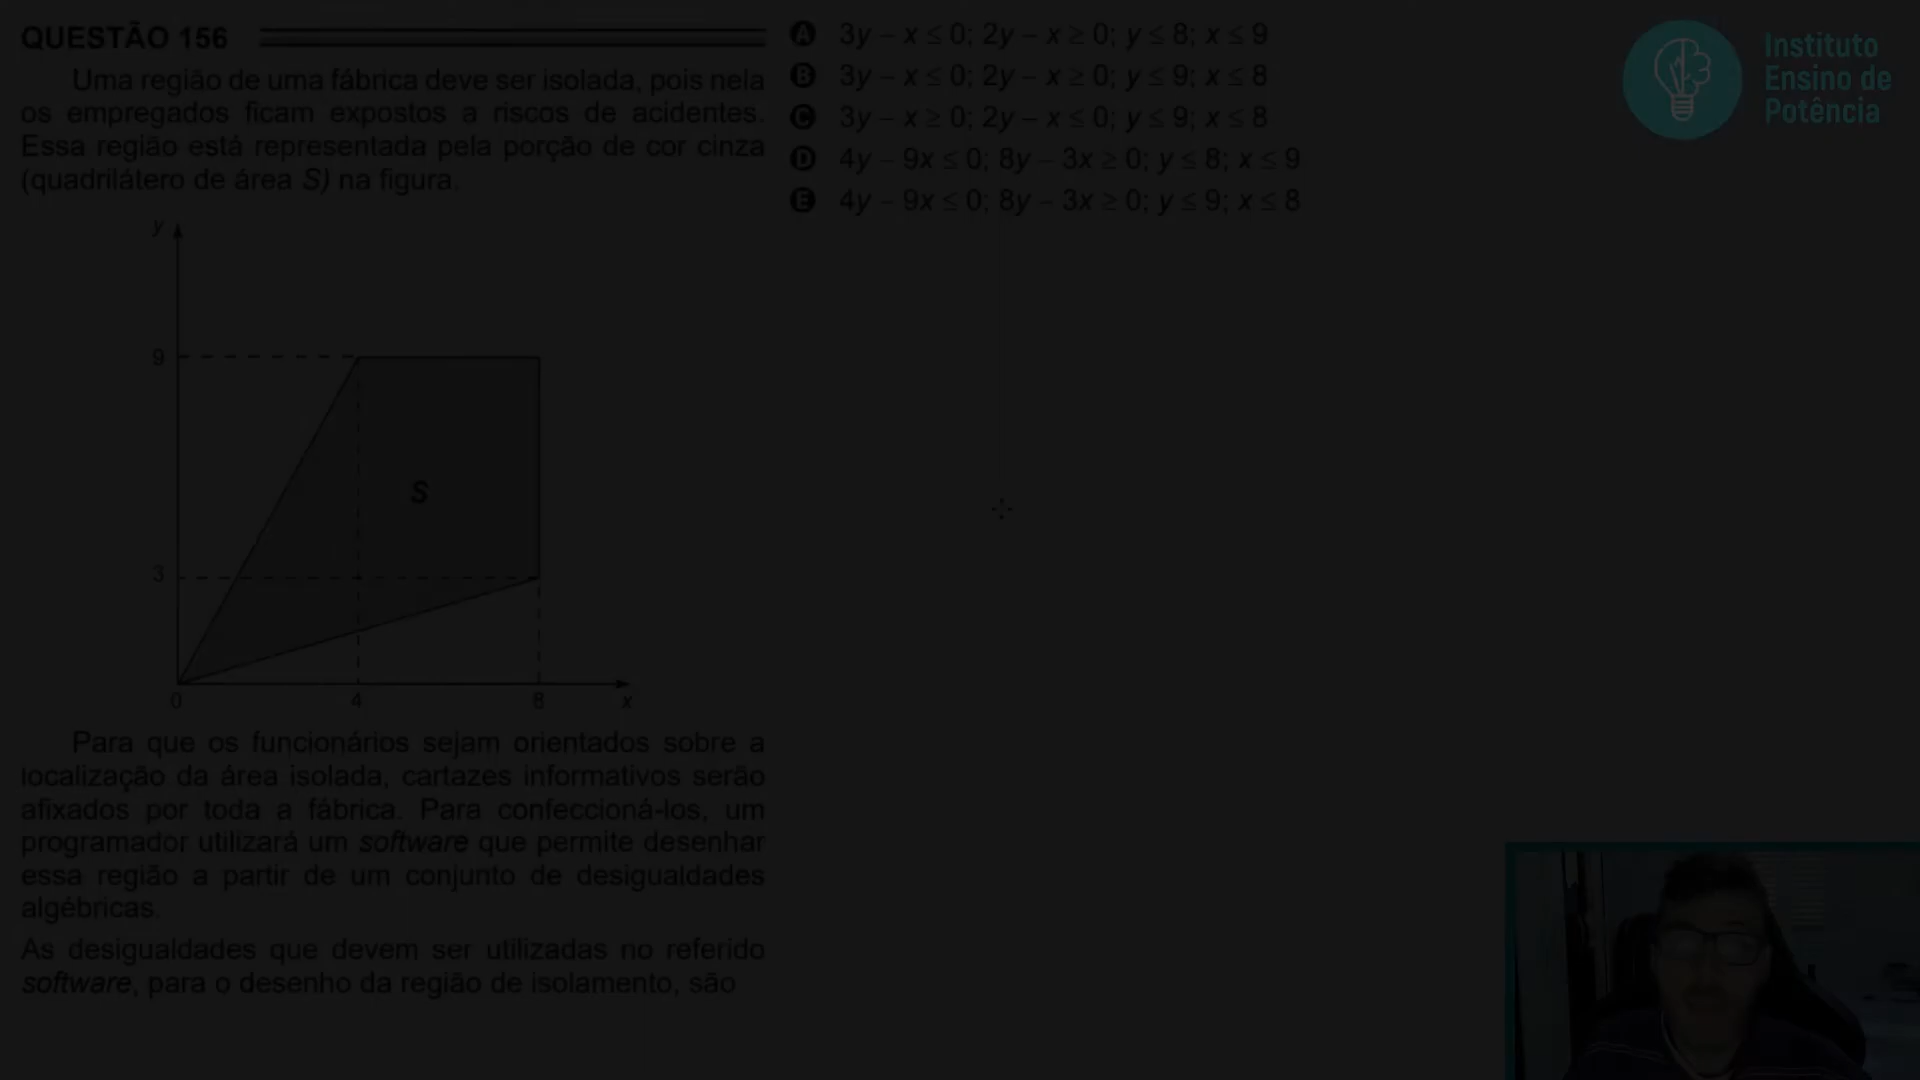 QUESTÃO 156
Uma região de uma fábrica deve ser isolada, pois nela
os empregados ficam expostos a riscos de acidentes.
Essa região está representada pela porção de cor cinza
(quadrilátero de área S) na figura.
y
9
S
3
0 4 8 x
Para que os funcionários sejam orientados sobre a
localização da área isolada, cartazes informativos serão
afixados por toda a fábrica. Para confeccioná-los, um
programador utilizará um software que permite desenhar
essa região a partir de um conjunto de desigualdades
algébricas.
As desigualdades que devem ser utilizadas no referido
software, para o desenho da região de isolamento, são
A 3y – x ≤ 0; 2y – x ≥ 0; y ≤ 8; x ≤ 9
B 3y – x ≤ 0; 2y – x ≥ 0; y ≤ 9; x ≤ 8
C 3y – x ≥ 0; 2y – x ≤ 0; y ≤ 9; x ≤ 8
D 4y – 9x ≤ 0; 8y – 3x ≥ 0; y ≤ 8; x ≤ 9
E 4y – 9x ≤ 0; 8y – 3x ≥ 0; y ≤ 9; x ≤ 8
Instituto
Ensino de
Potência